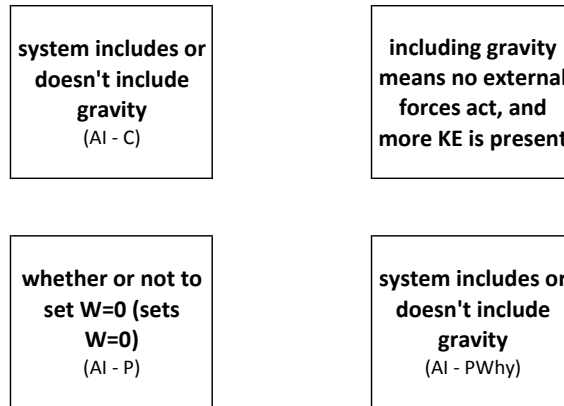 system includes or
doesn't include
gravity
(AI - C)
including gravity
means no external
forces act, and
more KE is present
whether or not to
set W=0 (sets
W=0)
(AI - P)
system includes or
doesn't include
gravity
(AI - PWhy)